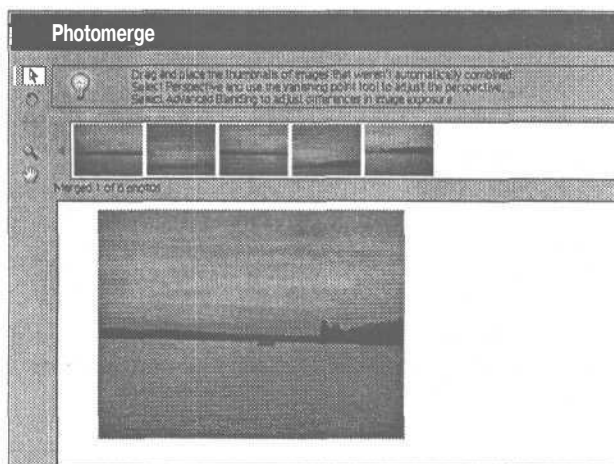 Photomerge
Drag and place the thumbnails of images that weren't automatically combined.
Select Perspective and use the vanishing point tool to adjust the perspective.
Select Advanced Blending to adjust differences in image exposure.
Merged 1 of 6 photos